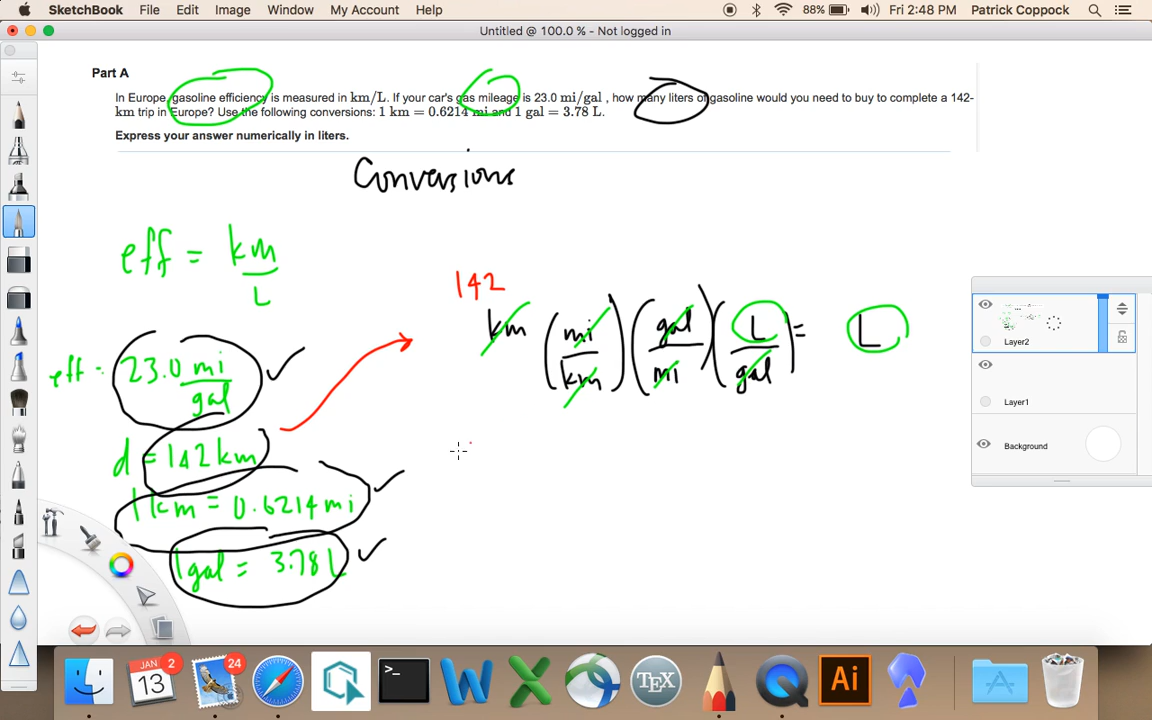 SketchBook File Edit Image Window My Account Help 88% Fri 2:48 PM Patrick Coppock
Untitled @ 100.0 % - Not logged in
Part A
In Europe, gasoline efficiency is measured in km/L. If your car's gas mileage is 23.0 mi/gal , how many liters of gasoline would you need to buy to complete a 142-
km trip in Europe? Use the following conversions: 1 km = 0.6214 mi and 1 gal = 3.78 L.
Express your answer numerically in liters.
Conversions
eff = km
L
142
km (mi/km) (gal/mi) (L/gal) = L
eff = 23.0 mi/gal
d = 142 km
1 km = 0.6214 mi
1 gal = 3.78 L
Layer2
Layer1
Background
JAN 2
13
24
>_
W
X
TEX
Ai